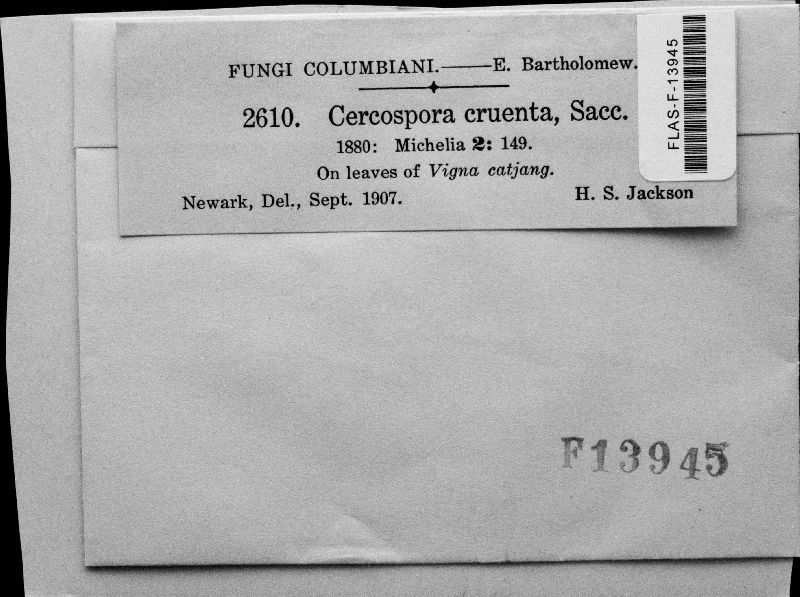 FUNGI COLUMBIANI.——E. Bartholomew.
2610. Cercospora cruenta, Sacc.
1880: Michelia 2: 149.
On leaves of Vigna catjang.
Newark, Del., Sept. 1907. H. S. Jackson
FLAS-F-13945
F13945